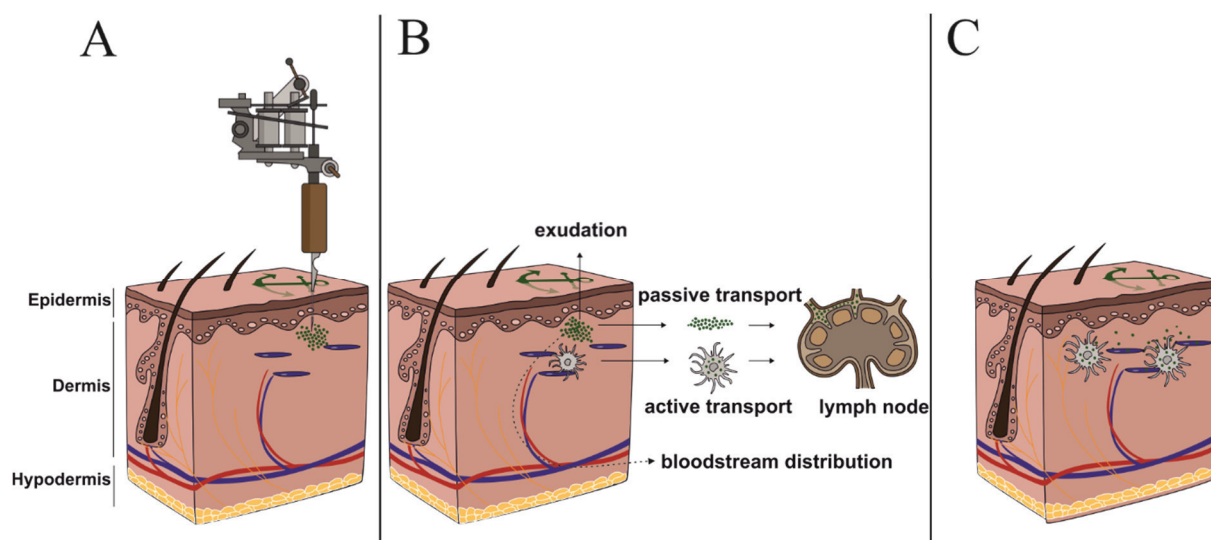 A
B
C
exudation
Epidermis
passive transport
Dermis
active transport
lymph node
bloodstream distribution
Hypodermis